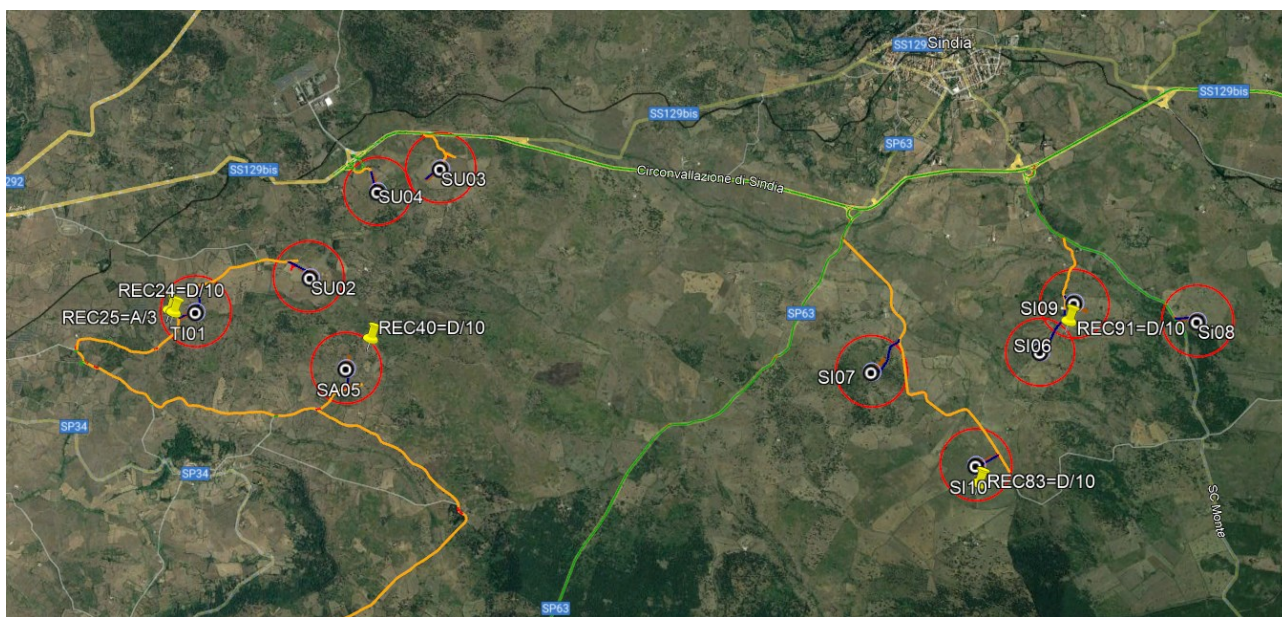 SS129bis
Sindia
SS129bis
SS129bis
SP63
292
SS129bis
SU03
SU04
Circonvallazione di Sindia
SU02
REC24=D/10
REC25=A/3
TI01
REC40=D/10
SA05
SP63
SI09
REC91=D/10
SI06
Si08
SI07
SP34
SP34
SI10
REC83=D/10
SC Monte
SP63